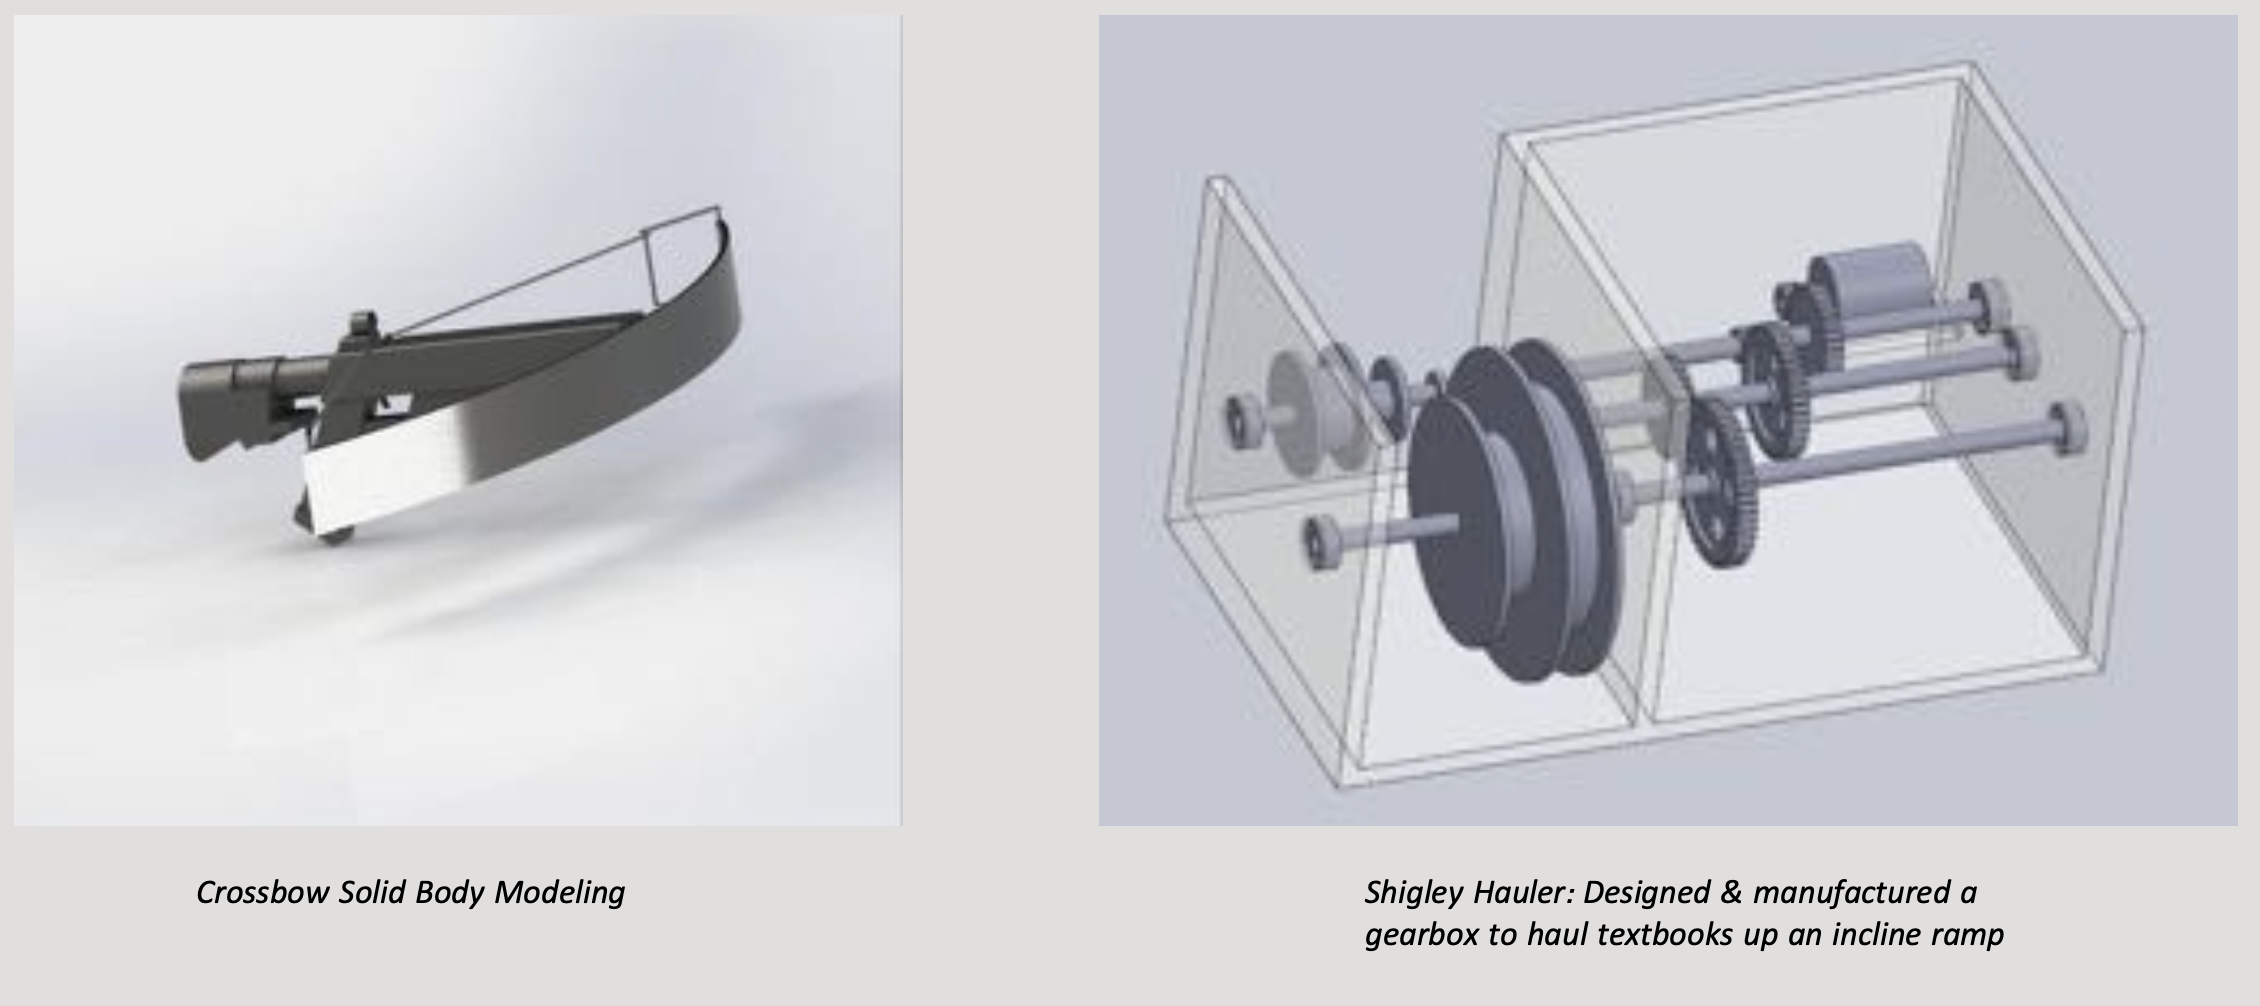 Crossbow Solid Body Modeling
Shigley Hauler: Designed & manufactured a
gearbox to haul textbooks up an incline ramp